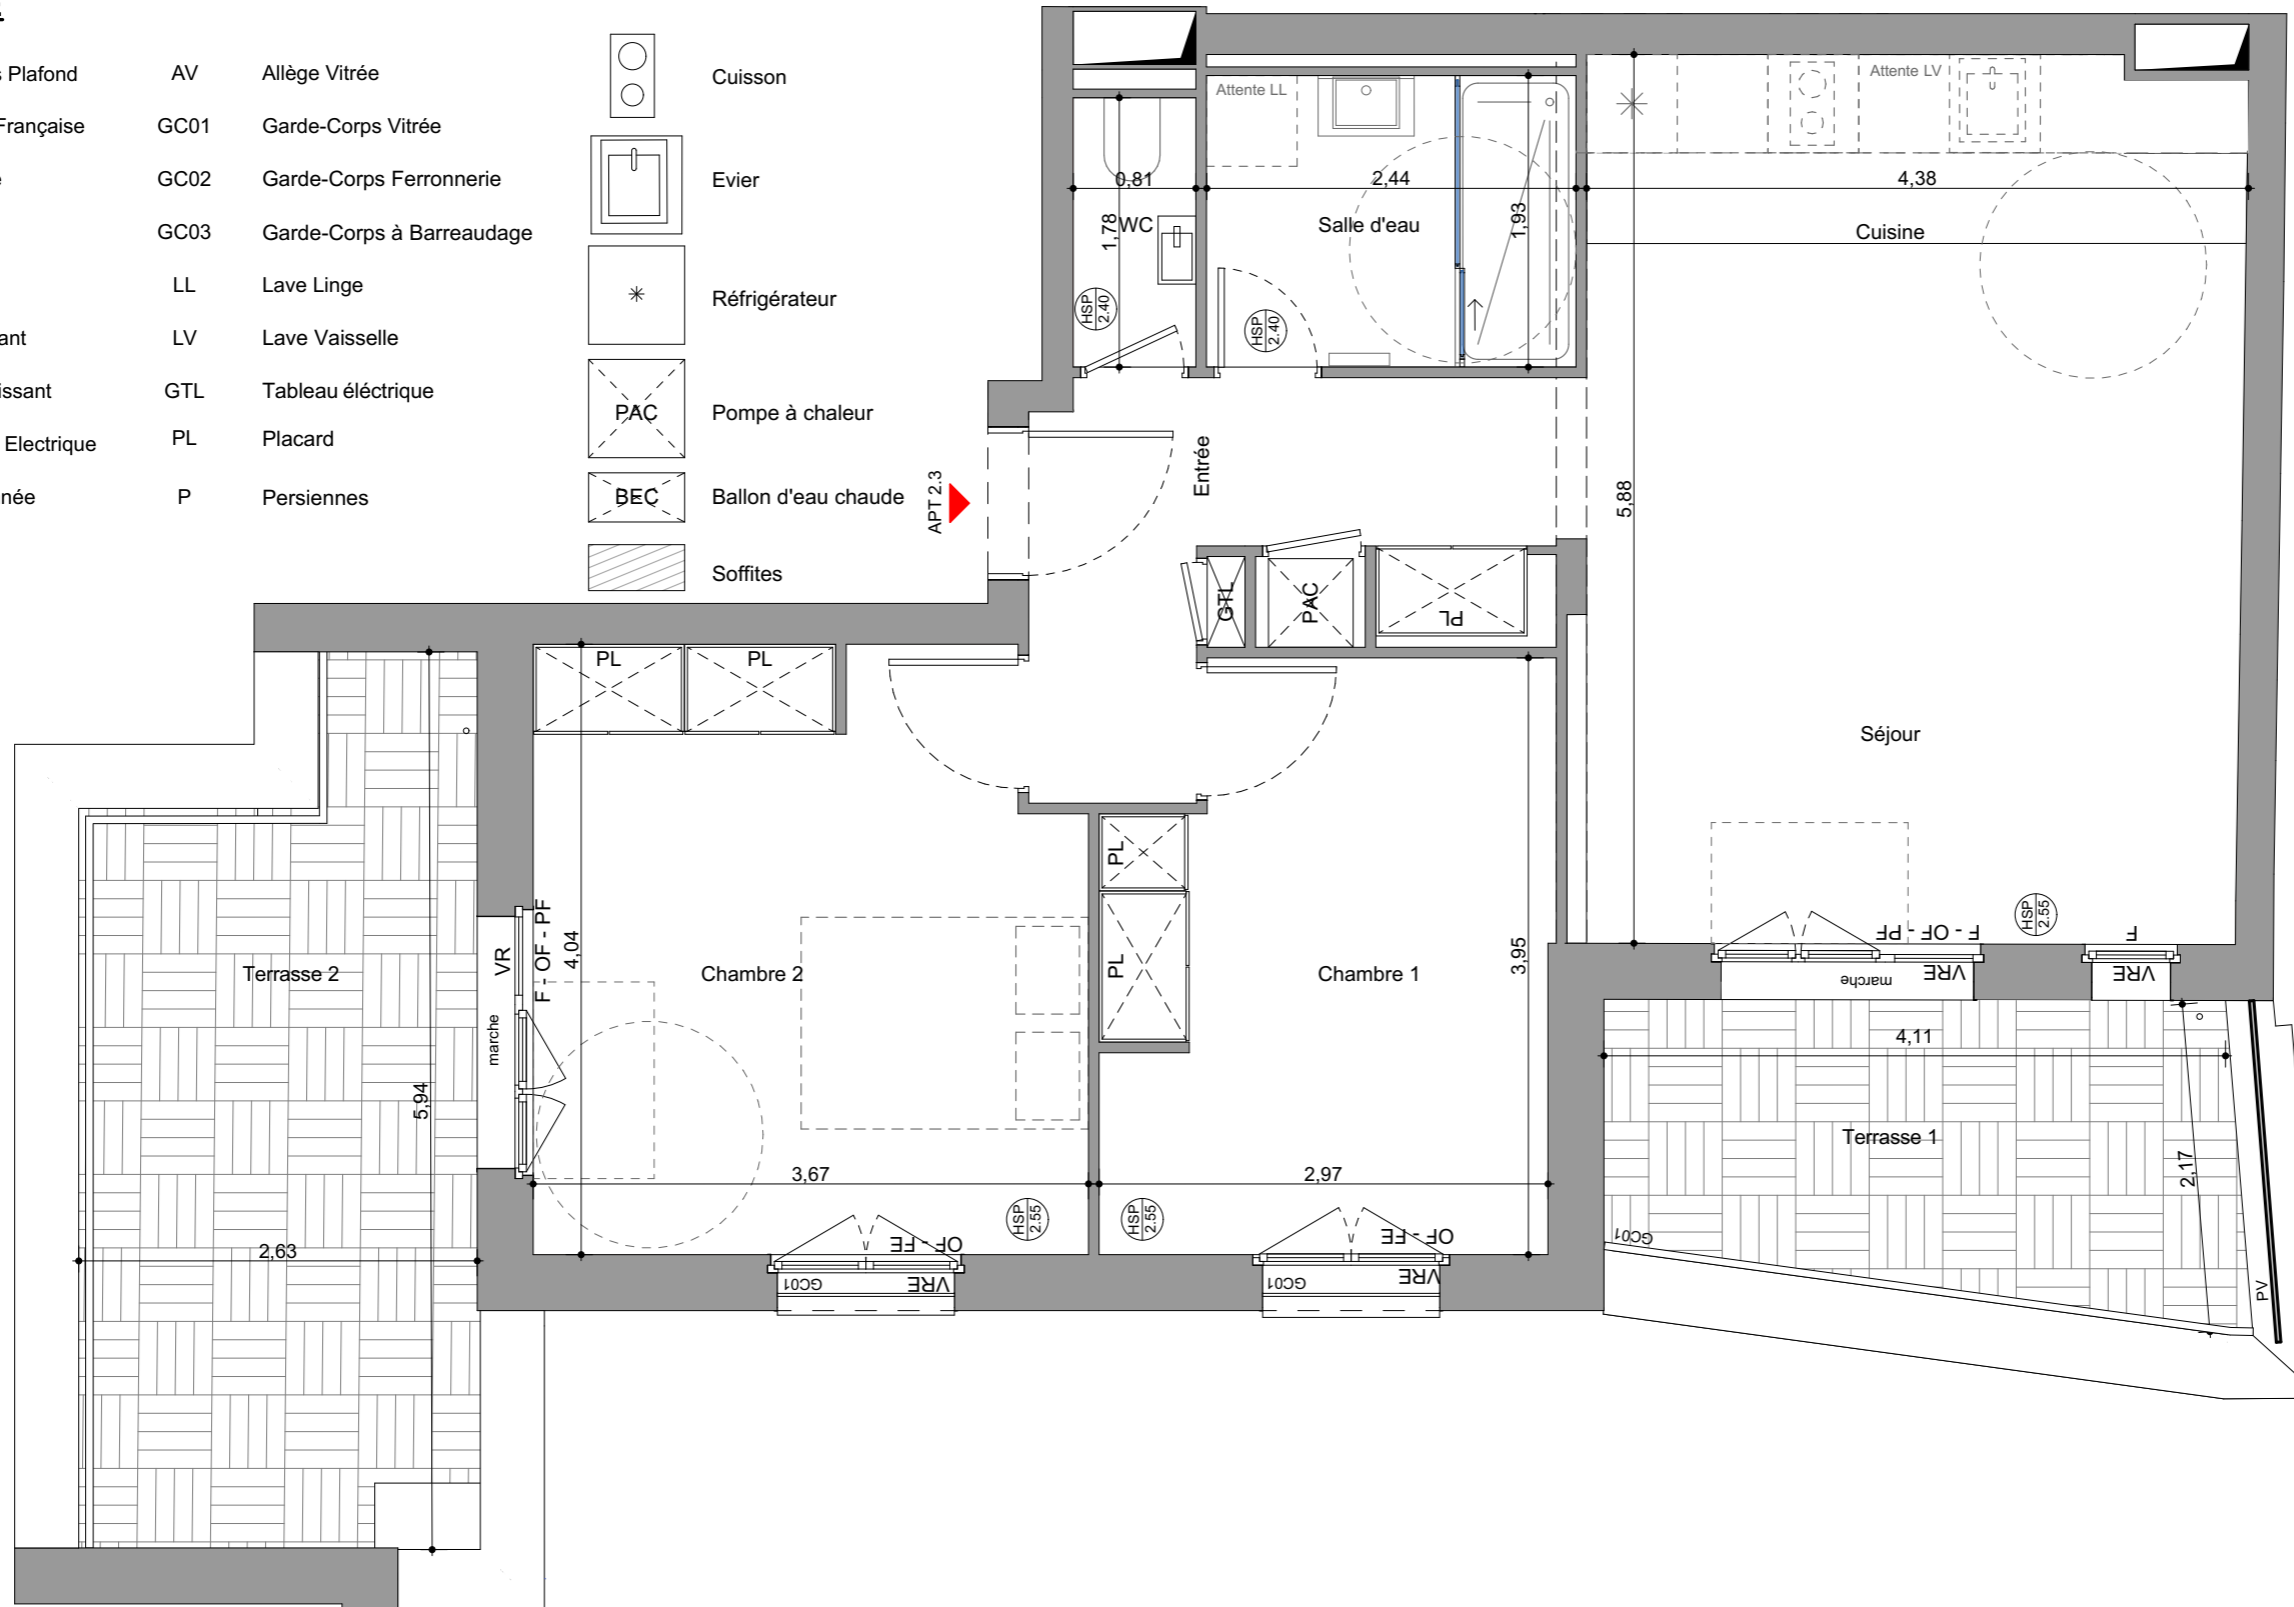 s Plafond
Française
ant
issant
Electrique
née
AV Allège Vitrée
GC01 Garde-Corps Vitrée
GC02 Garde-Corps Ferronnerie
GC03 Garde-Corps à Barreaudage
LL Lave Linge
LV Lave Vaisselle
GTL Tableau éléctrique
PL Placard
P Persiennes
Cuisson
Evier
Réfrigérateur
PAC Pompe à chaleur
BEC Ballon d'eau chaude
Soffites
APT 2.3
Attente LL
Attente LV
0,81
2,44
4,38
1,78
WC
Salle d'eau
1,93
Cuisine
HSP 2.40
HSP 2.40
Entrée
5,88
GTL
PAC
PL
PL
PL
Séjour
PL
PL
HSP 2.55
F - OF - PF
F
marche
VRE
VRE
Terrasse 2
VR
F - OF - PF
marche
4,04
Chambre 2
Chambre 1
3,95
5,94
4,11
Terrasse 1
2,17
3,67
2,97
HSP 2.55
HSP 2.55
2,63
OF - FE
OF - FE
GC01
VRE
GC01
VRE
GC01
PV